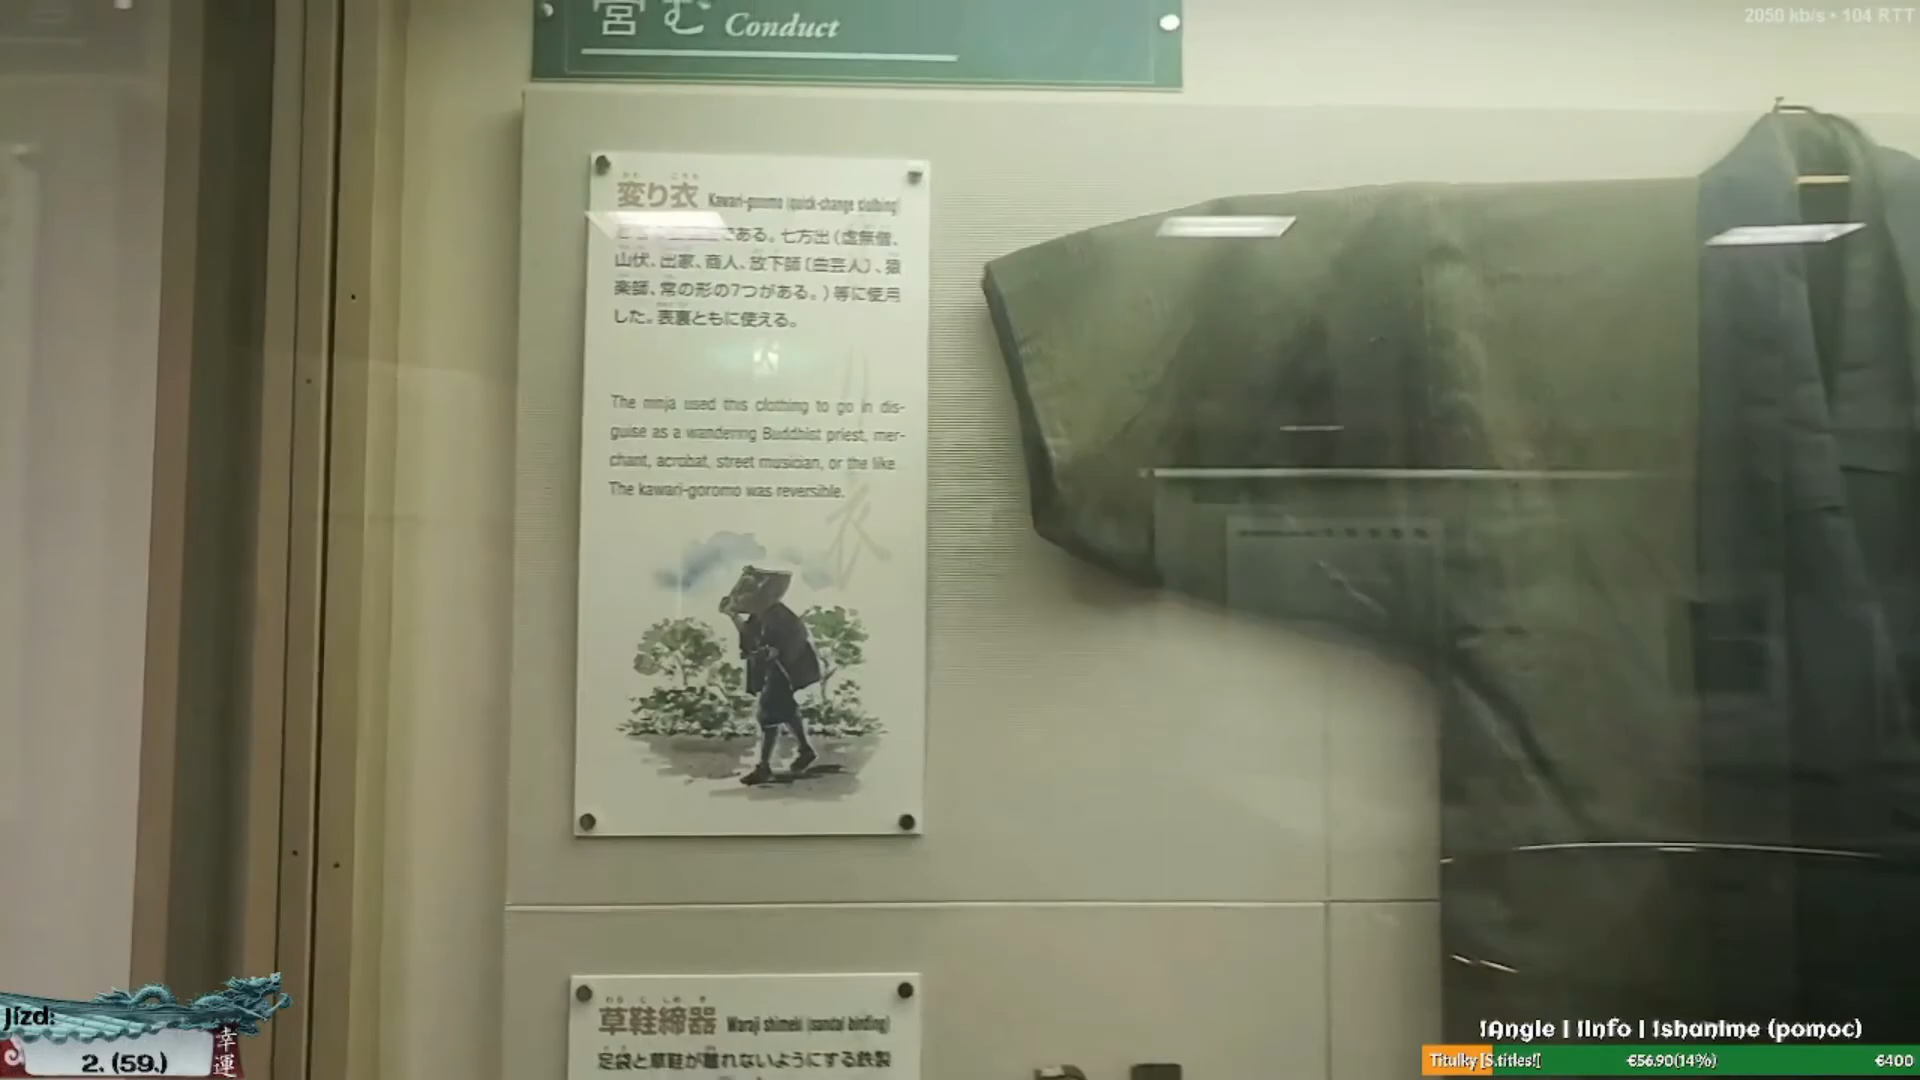 2050 kb/s • 104 RTT
営む Conduct
変り衣 Kawari-goromo (quick-change clothing)
である。七方出(虚無僧、
山伏、出家、商人、放下師(曲芸人)、猿
楽師、常の形の7つがある。)等に使用
した。表裏ともに使える。
The ninja used this clothing to go in dis-
guise as a wandering Buddhist priest, mer-
chant, acrobat, street musician, or the like.
The kawari-goromo was reversible.
草鞋締器 Waraji shimeki (sandal binding)
足袋と草鞋が離れないようにする鉄製
Jízd:
2. (59.)
幸運
!Angle | !Info | !shanime (pomoc)
Titulky [S.titles!] €56.90(14%) €400